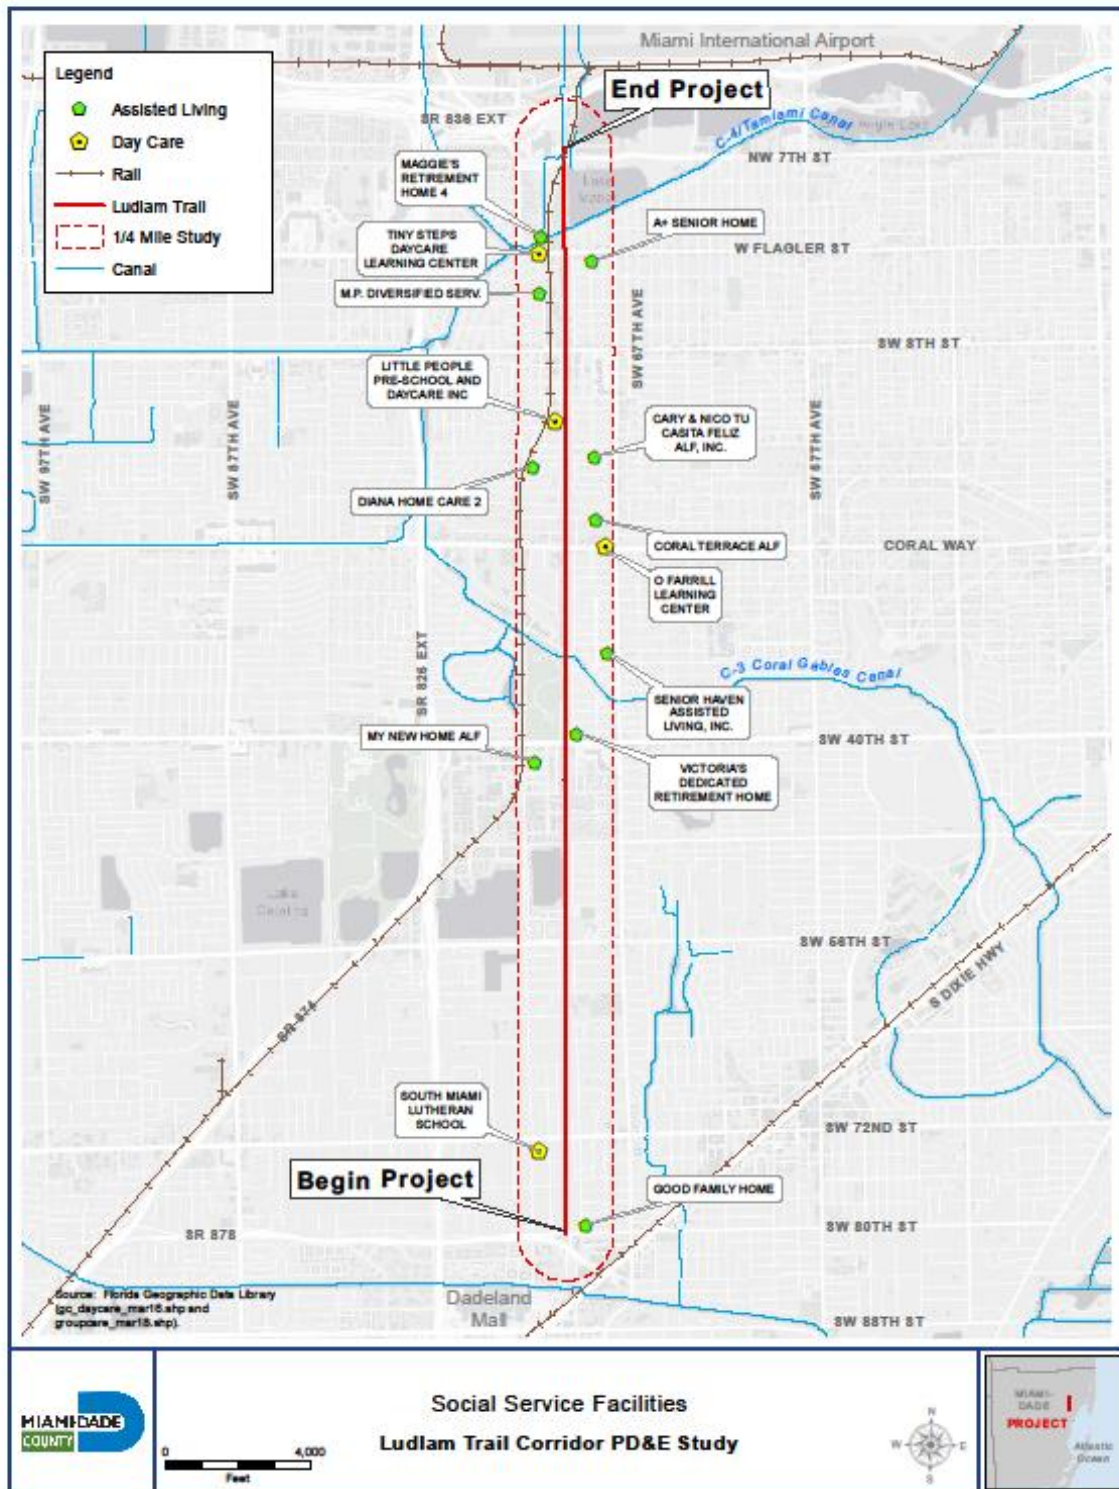 Miami International Airport
Legend
Assisted Living
Day Care
Rail
Ludlam Trail
1/4 Mile Study
Canal
End Project
SR 836 EXT
C-4/Tamiami Canal
NW 7TH ST
MAGGIE'S
RETIREMENT
HOME 4
A+ SENIOR HOME
TINY STEPS
DAYCARE
LEARNING CENTER
W FLAGLER ST
M.P. DIVERSIFIED SERV.
SW 67TH AVE
SW 8TH ST
LITTLE PEOPLE
PRE-SCHOOL AND
DAYCARE INC
CARY & NICO TU
CASITA FELIZ
ALF, INC.
SW 97TH AVE
SW 87TH AVE
SW 57TH AVE
DIANA HOME CARE 2
CORAL TERRACE ALF
CORAL WAY
O FARRILL
LEARNING
CENTER
SR 826 EXT
C-3 Coral Gables Canal
SENIOR HAVEN
ASSISTED
LIVING, INC.
MY NEW HOME ALF
SW 40TH ST
VICTORIA'S
DEDICATED
RETIREMENT HOME
Lake
SW 56TH ST
S DIXIE HWY
SR 874
SOUTH MIAMI
LUTHERAN
SCHOOL
SW 72ND ST
Begin Project
GOOD FAMILY HOME
SR 878
SW 80TH ST
Source: Florida Geographic Data Library
(gc_daycare_mar16.shp and
groupcare_mar16.shp).
Dadeland
Mall
SW 88TH ST
MIAMI-DADE
COUNTY
0 4,000
Feet
Social Service Facilities
Ludlam Trail Corridor PD&E Study
N
W E
S
MIAMI-
DADE
PROJECT
Atlantic
Ocean